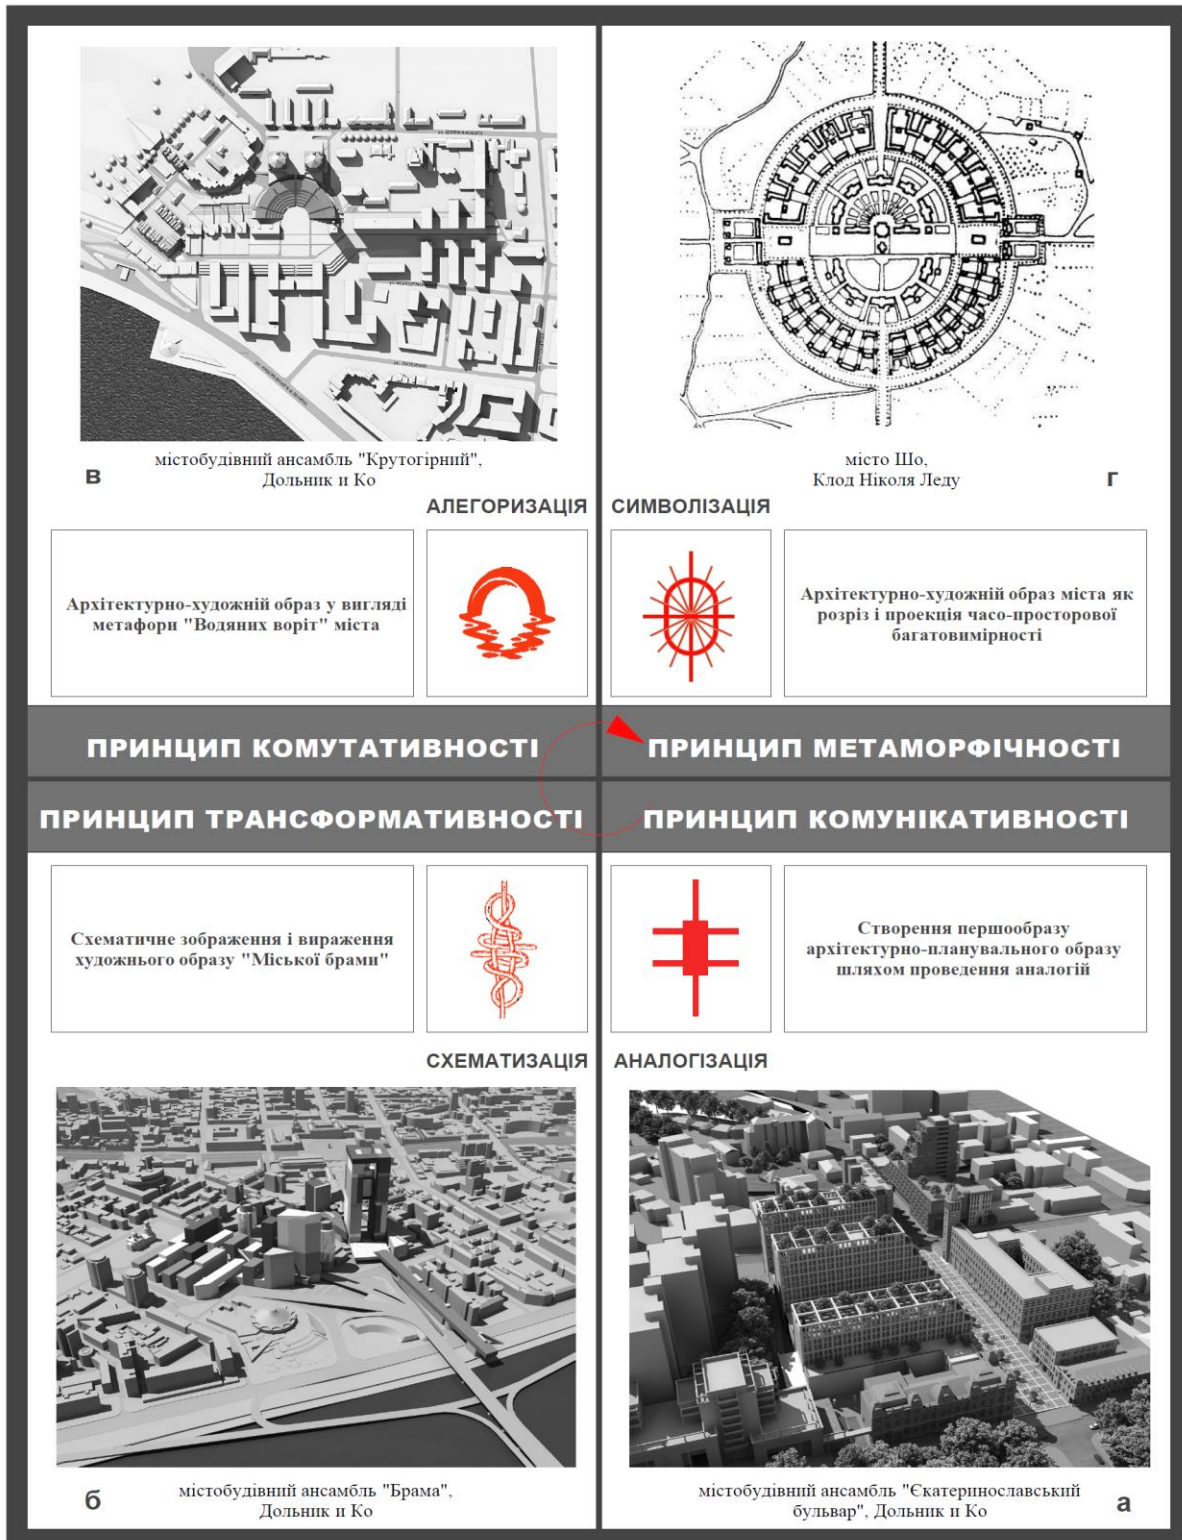 містобудівний ансамбль "Крутогірний",
Дольник и Ко
в
місто Шо,
Клод Ніколя Леду
г
АЛЕГОРИЗАЦІЯ
СИМВОЛІЗАЦІЯ
Архітектурно-художній образ у вигляді
метафори "Водяних воріт" міста
Архітектурно-художній образ міста як
розріз і проекція часо-просторової
багатовимірності
ПРИНЦИП КОМУТАТИВНОСТІ
ПРИНЦИП МЕТАМОРФІЧНОСТІ
ПРИНЦИП ТРАНСФОРМАТИВНОСТІ
ПРИНЦИП КОМУНІКАТИВНОСТІ
Схематичне зображення і вираження
художнього образу "Міської брами"
Створення першообразу
архітектурно-планувального образу
шляхом проведення аналогій
СХЕМАТИЗАЦІЯ
АНАЛОГІЗАЦІЯ
б
містобудівний ансамбль "Брама",
Дольник и Ко
містобудівний ансамбль "Єкатеринославський
бульвар", Дольник и Ко
а